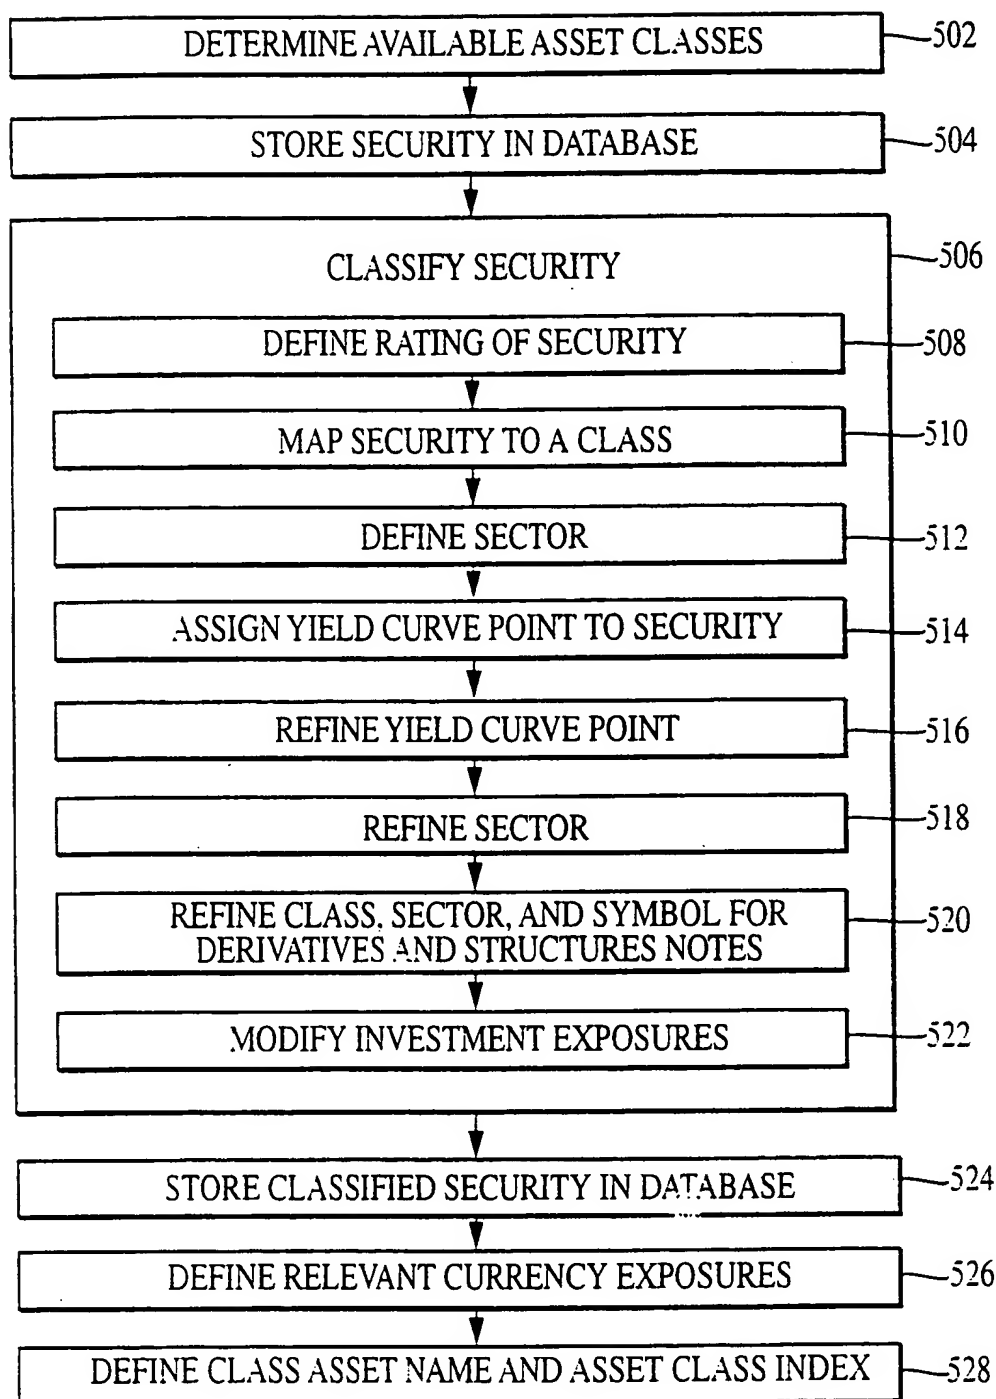 DETERMINE AVAILABLE ASSET CLASSES 502
STORE SECURITY IN DATABASE 504
CLASSIFY SECURITY 506
DEFINE RATING OF SECURITY 508
MAP SECURITY TO A CLASS 510
DEFINE SECTOR 512
ASSIGN YIELD CURVE POINT TO SECURITY 514
REFINE YIELD CURVE POINT 516
REFINE SECTOR 518
REFINE CLASS, SECTOR, AND SYMBOL FOR 520
DERIVATIVES AND STRUCTURES NOTES
MODIFY INVESTMENT EXPOSURES 522
STORE CLASSIFIED SECURITY IN DATABASE 524
DEFINE RELEVANT CURRENCY EXPOSURES 526
DEFINE CLASS ASSET NAME AND ASSET CLASS INDEX 528